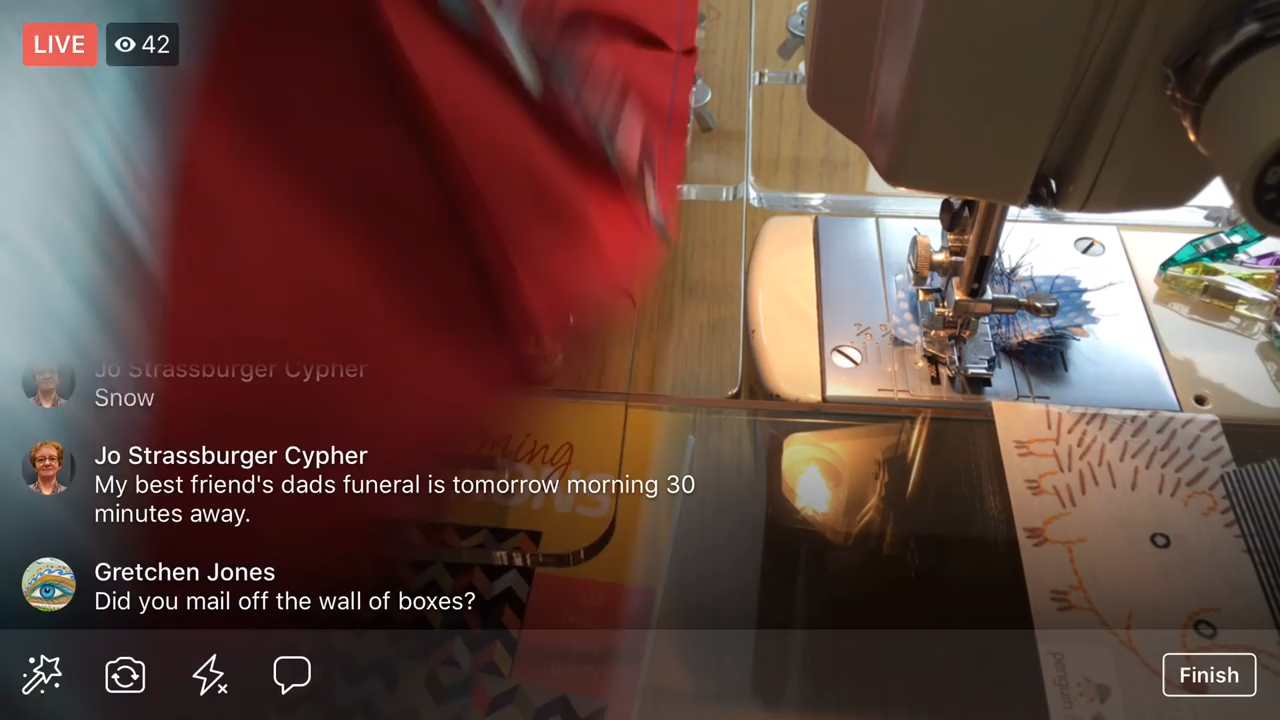 LIVE
42
Jo Strassburger Cypher
Snow
Jo Strassburger Cypher
My best friend's dads funeral is tomorrow morning 30
minutes away.
Gretchen Jones
Did you mail off the wall of boxes?
Finish
penguin